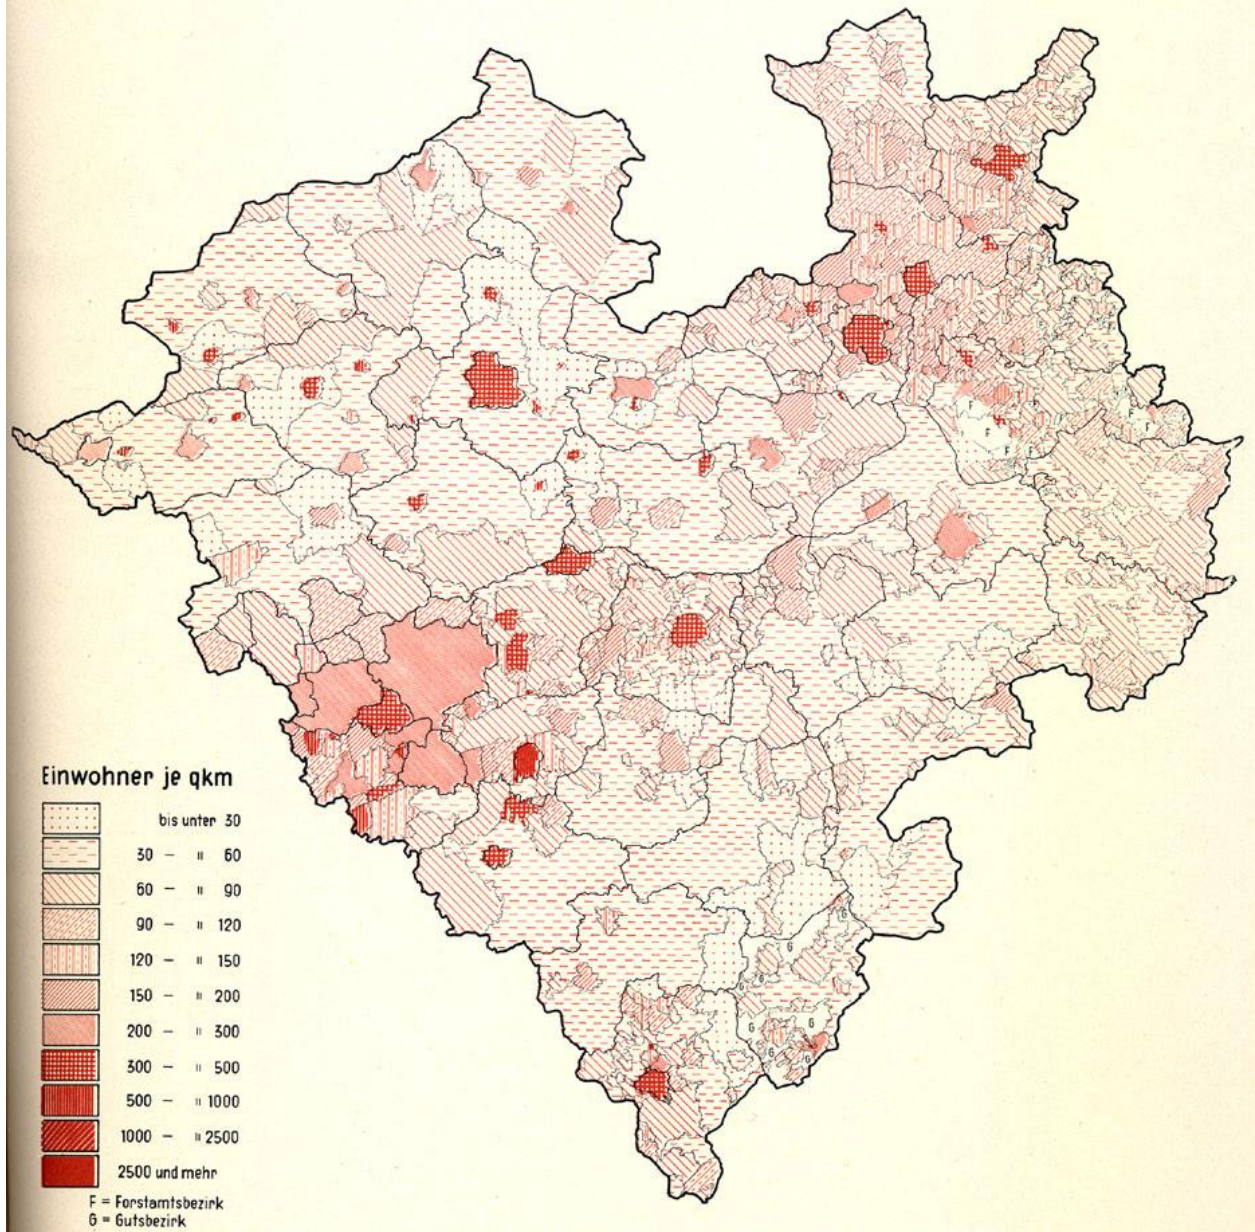 Einwohner je qkm
bis unter 30
30 – " 60
60 – " 90
90 – " 120
120 – " 150
150 – " 200
200 – " 300
300 – " 500
500 – " 1000
1000 – " 2500
2500 und mehr
F = Forstamtsbezirk
G = Gutsbezirk
F
F
F
F
F
F
G
G
G
G
G
G
G
G